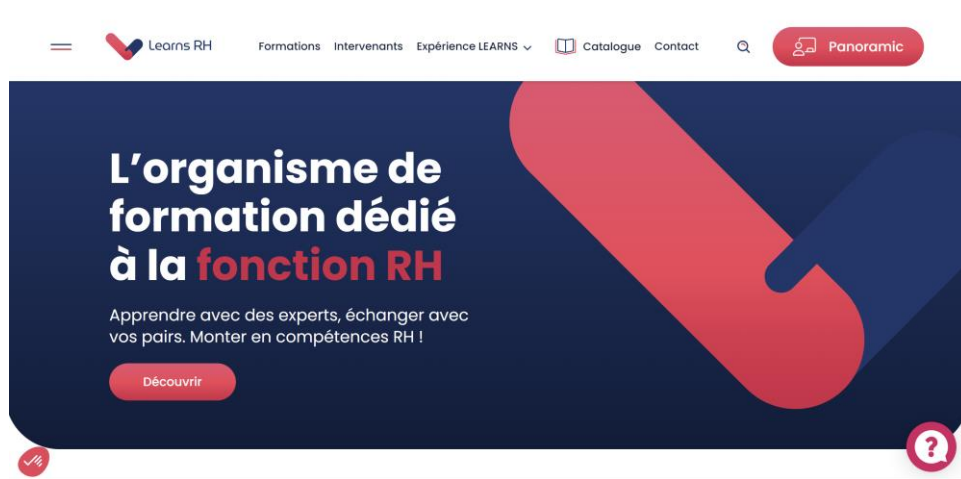 Learns RH
Formations Intervenants Expérience LEARNS Catalogue Contact
Panoramic
L’organisme de
formation dédié
à la fonction RH
Apprendre avec des experts, échanger avec
vos pairs. Monter en compétences RH !
Découvrir
?